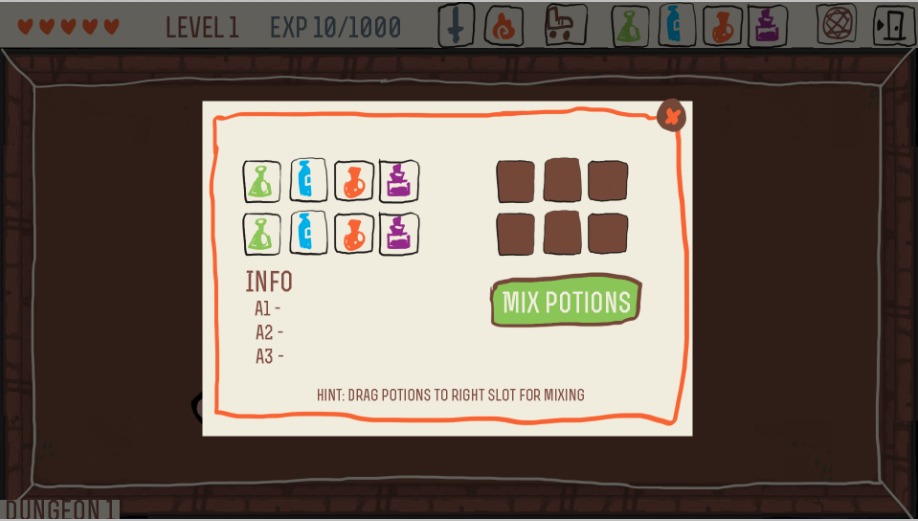 LEVEL 1
EXP 10/1000
INFO
A1 -
A2 -
A3 -
MIX POTIONS
HINT: DRAG POTIONS TO RIGHT SLOT FOR MIXING
DUNGEON 1